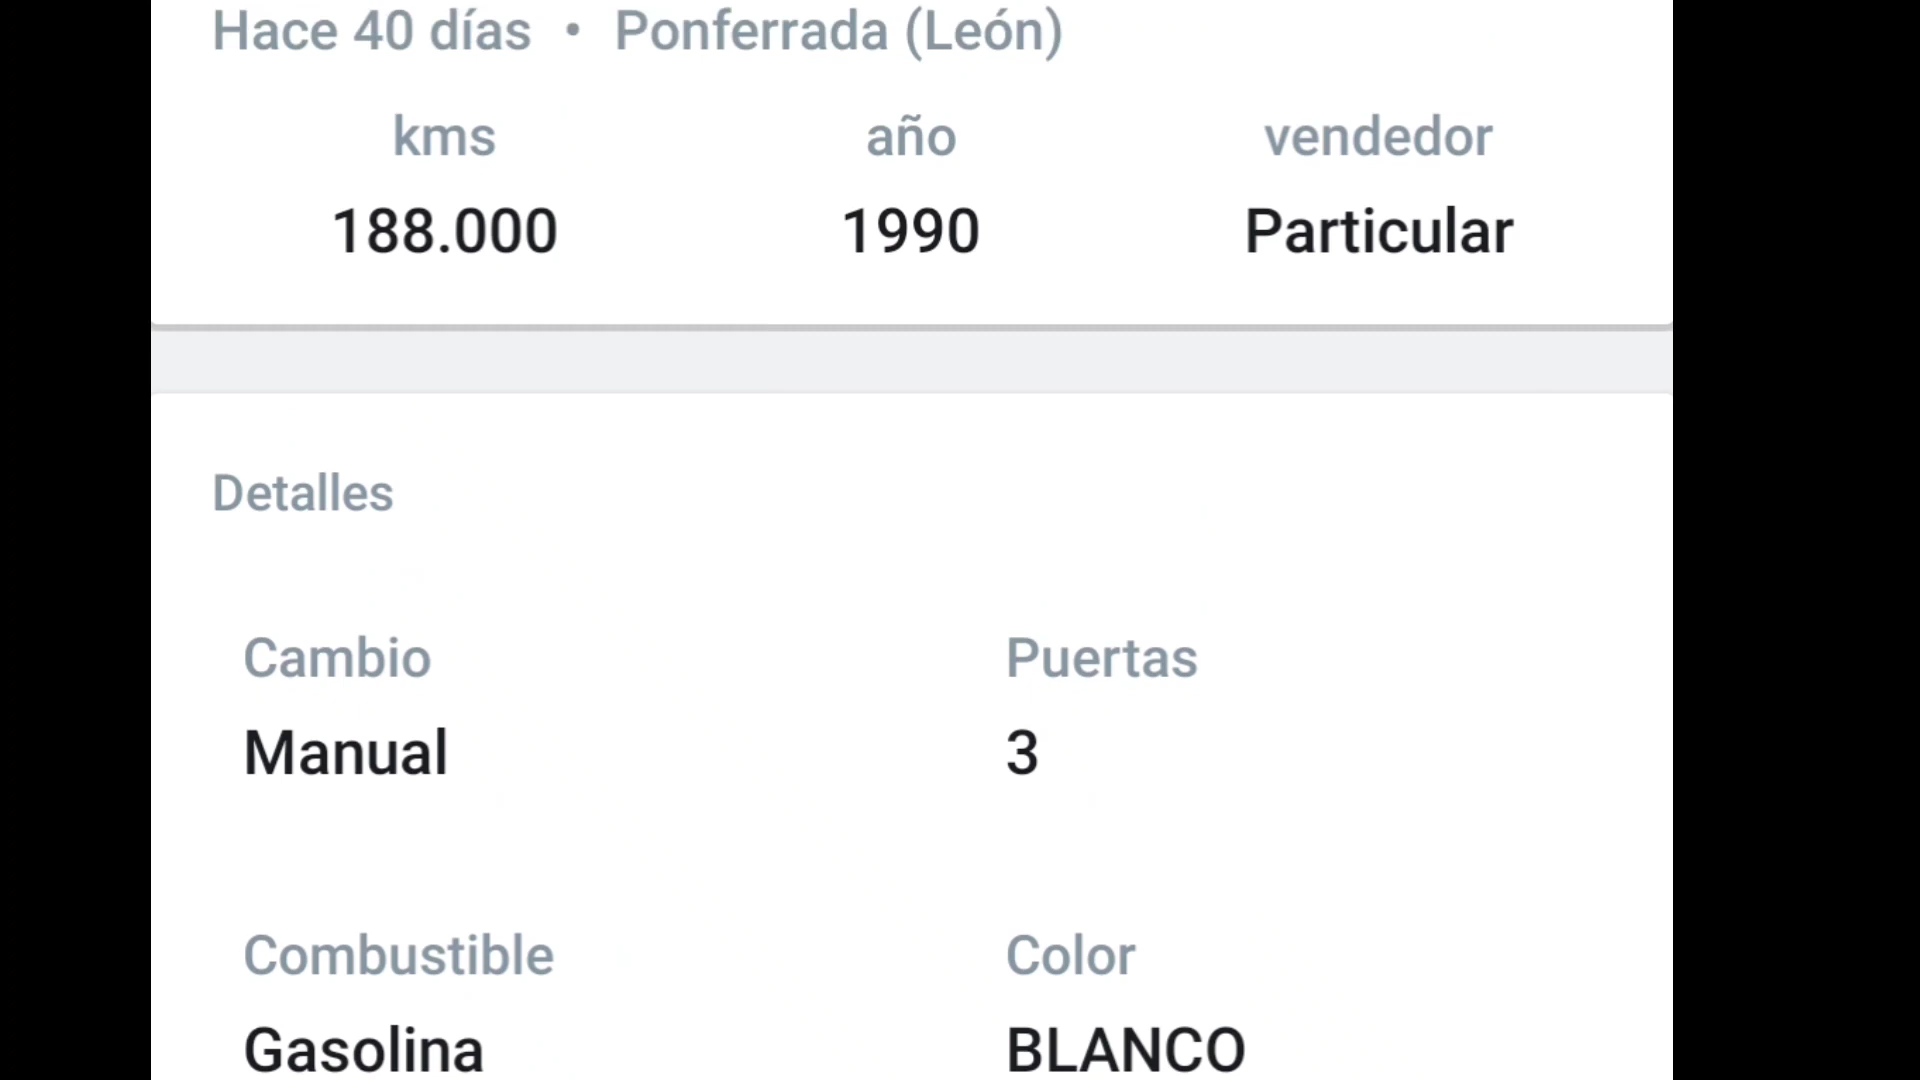 Hace 40 días • Ponferrada (León)
kms año vendedor
188.000 1990 Particular
Detalles
Cambio Puertas
Manual 3
Combustible Color
Gasolina BLANCO